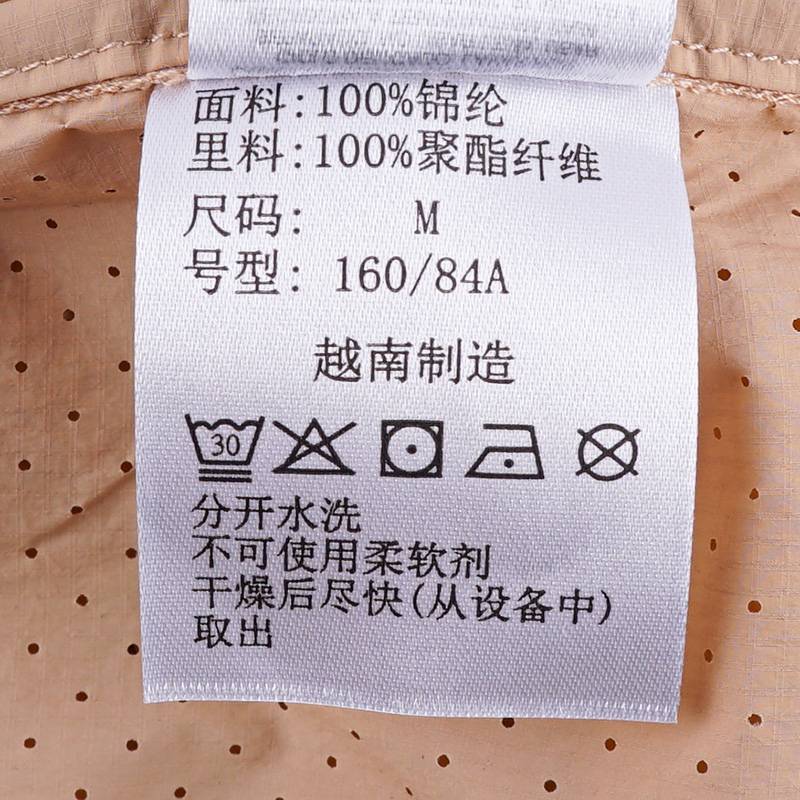 面料:100%锦纶
里料:100%聚酯纤维
尺码: M
号型: 160/84A
越南制造
30
分开水洗
不可使用柔软剂
干燥后尽快(从设备中)
取出